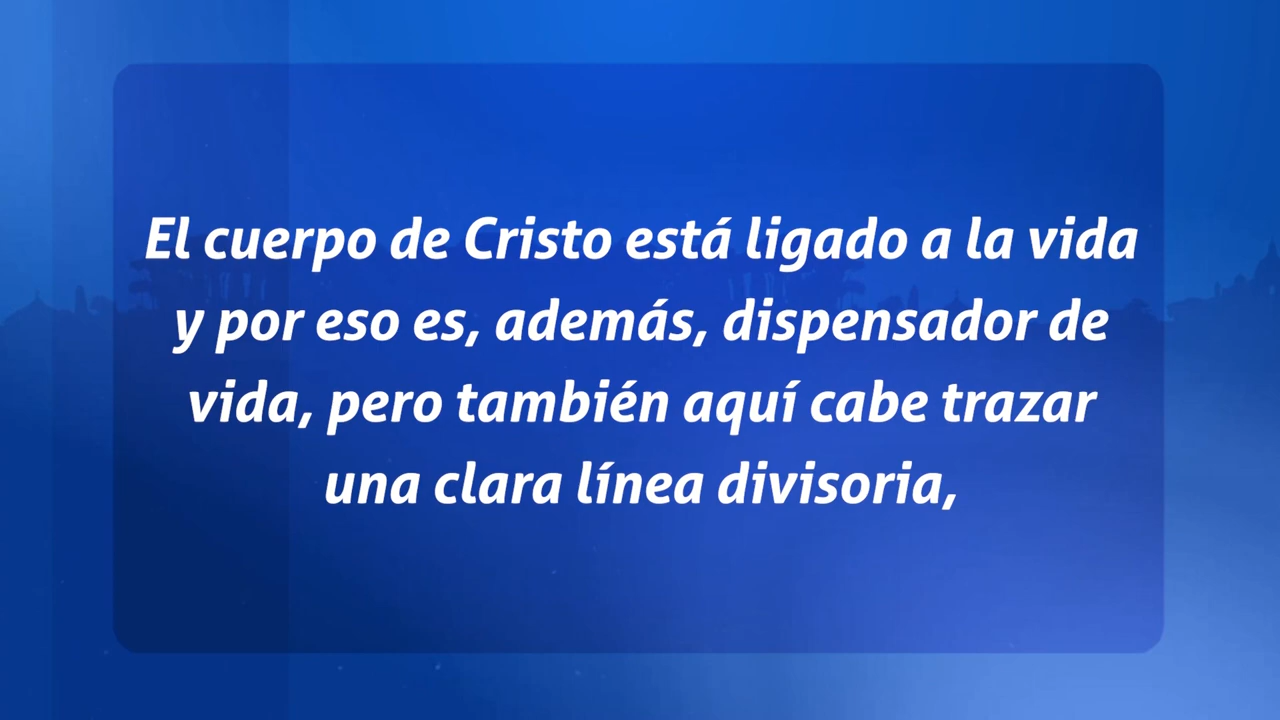 El cuerpo de Cristo está ligado a la vida
y por eso es, además, dispensador de
vida, pero también aquí cabe trazar
una clara línea divisoria,